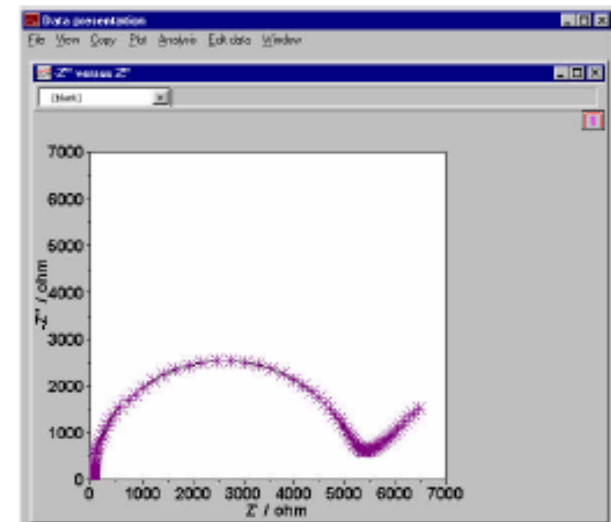 Data presentation
File View Copy Plot Analysis Edit data Window
-Z'' versus Z'
[blank]
7000
6000
5000
4000
3000
2000
1000
0
-Z'' / ohm
0 1000 2000 3000 4000 5000 6000 7000
Z' / ohm